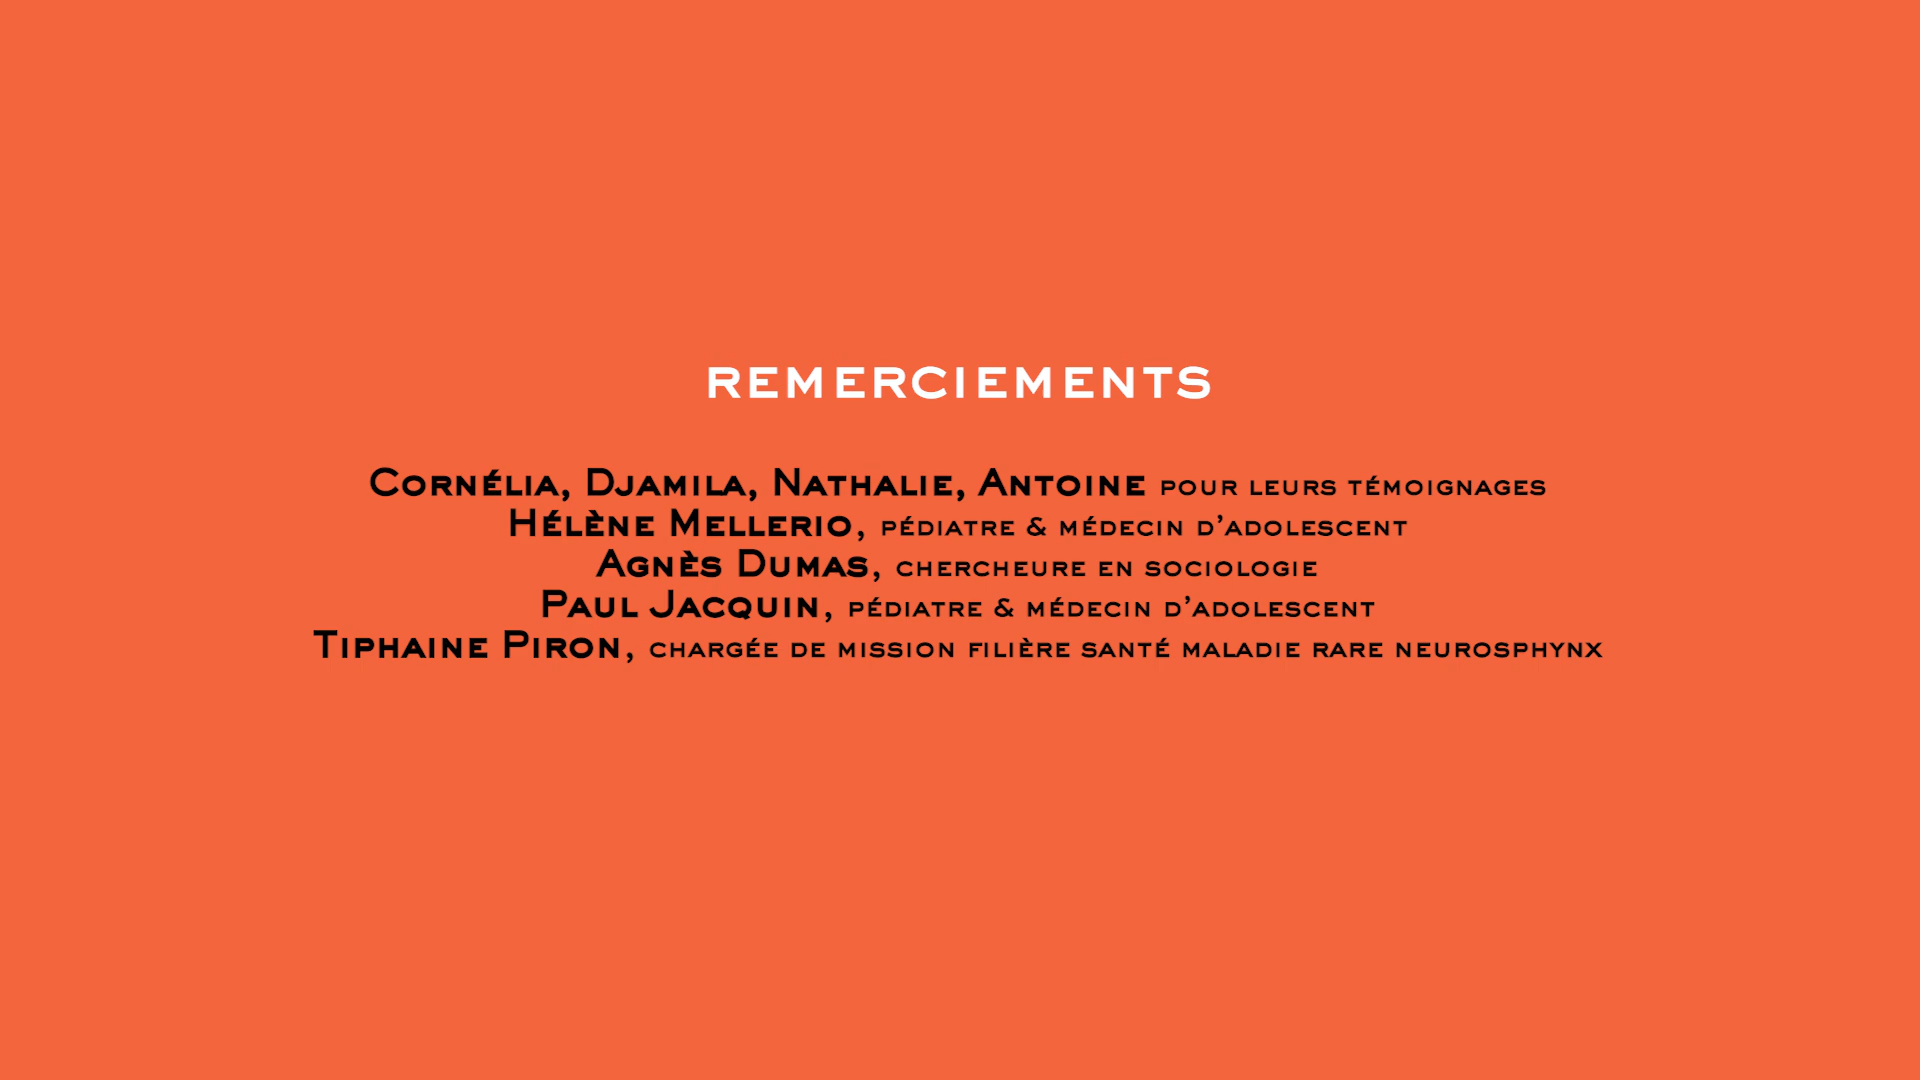 REMERCIEMENTS
Cornélia, Djamila, Nathalie, Antoine pour leurs témoignages
Hélène Mellerio, pédiatre & médecin d’adolescent
Agnès Dumas, chercheure en sociologie
Paul Jacquin, pédiatre & médecin d’adolescent
Tiphaine Piron, chargée de mission filière santé maladie rare neurosphynx